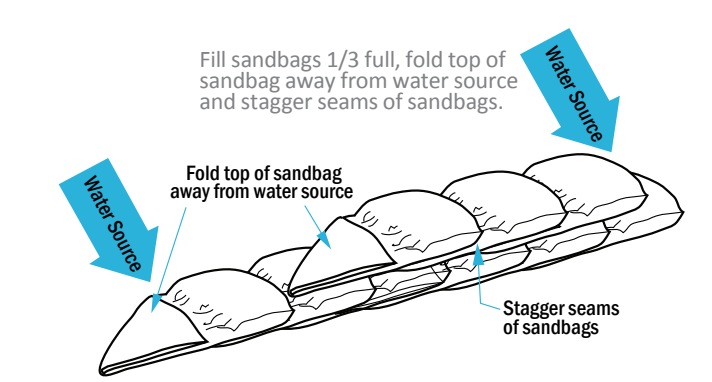 Fill sandbags 1/3 full, fold top of
sandbag away from water source
and stagger seams of sandbags.
Water Source
Fold top of sandbag
away from water source
Water Source
Stagger seams
of sandbags